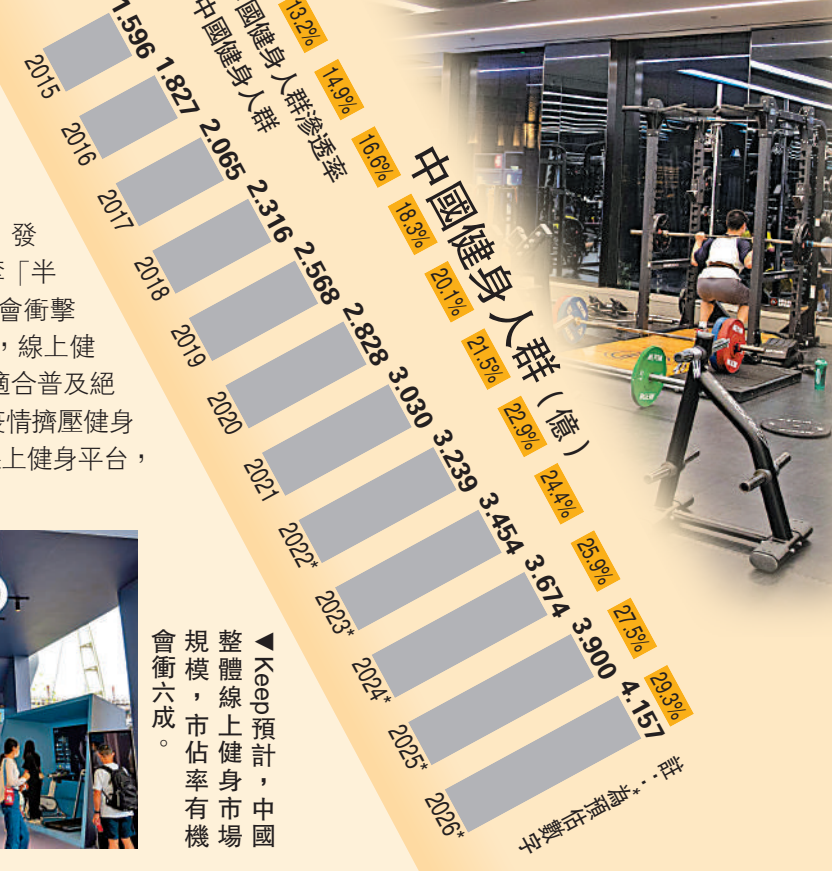 中國健身人群（億）
國健身人群滲透率
中國健身人群
13.2% 14.9% 16.6% 18.3% 20.1% 21.5% 22.9% 24.4% 25.9% 27.5% 29.3%
1.596 1.827 2.065 2.316 2.568 2.828 3.030 3.239 3.454 3.674 3.900 4.157
2015 2016 2017 2018 2019 2020 2021 2022* 2023* 2024* 2025* 2026*
註：*為預估數字
發
「半
會衝擊
，線上健
適合普及絕
疫情擠壓健身
上健身平台，
◀Keep預計，中國
整體線上健身市場
規模，市佔率有機
會衝六成。